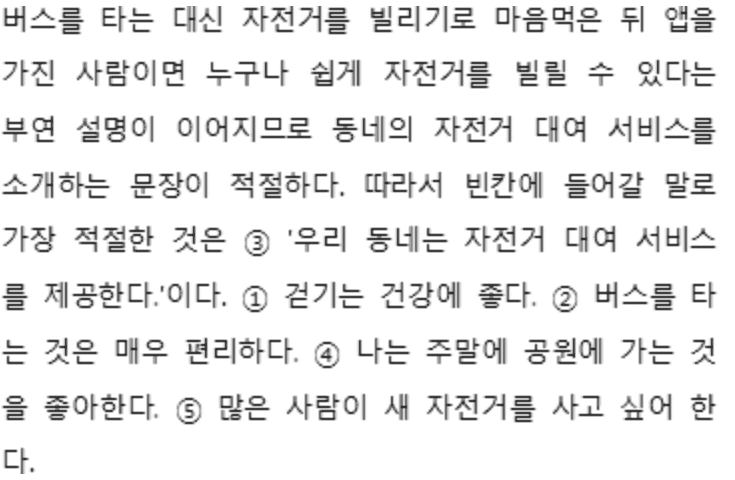 버스를 타는 대신 자전거를 빌리기로 마음먹은 뒤 앱을
가진 사람이면 누구나 쉽게 자전거를 빌릴 수 있다는
부연 설명이 이어지므로 동네의 자전거 대여 서비스를
소개하는 문장이 적절하다. 따라서 빈칸에 들어갈 말로
가장 적절한 것은 ③ '우리 동네는 자전거 대여 서비스
를 제공한다.'이다. ① 걷기는 건강에 좋다. ② 버스를 타
는 것은 매우 편리하다. ④ 나는 주말에 공원에 가는 것
을 좋아한다. ⑤ 많은 사람이 새 자전거를 사고 싶어 한
다.